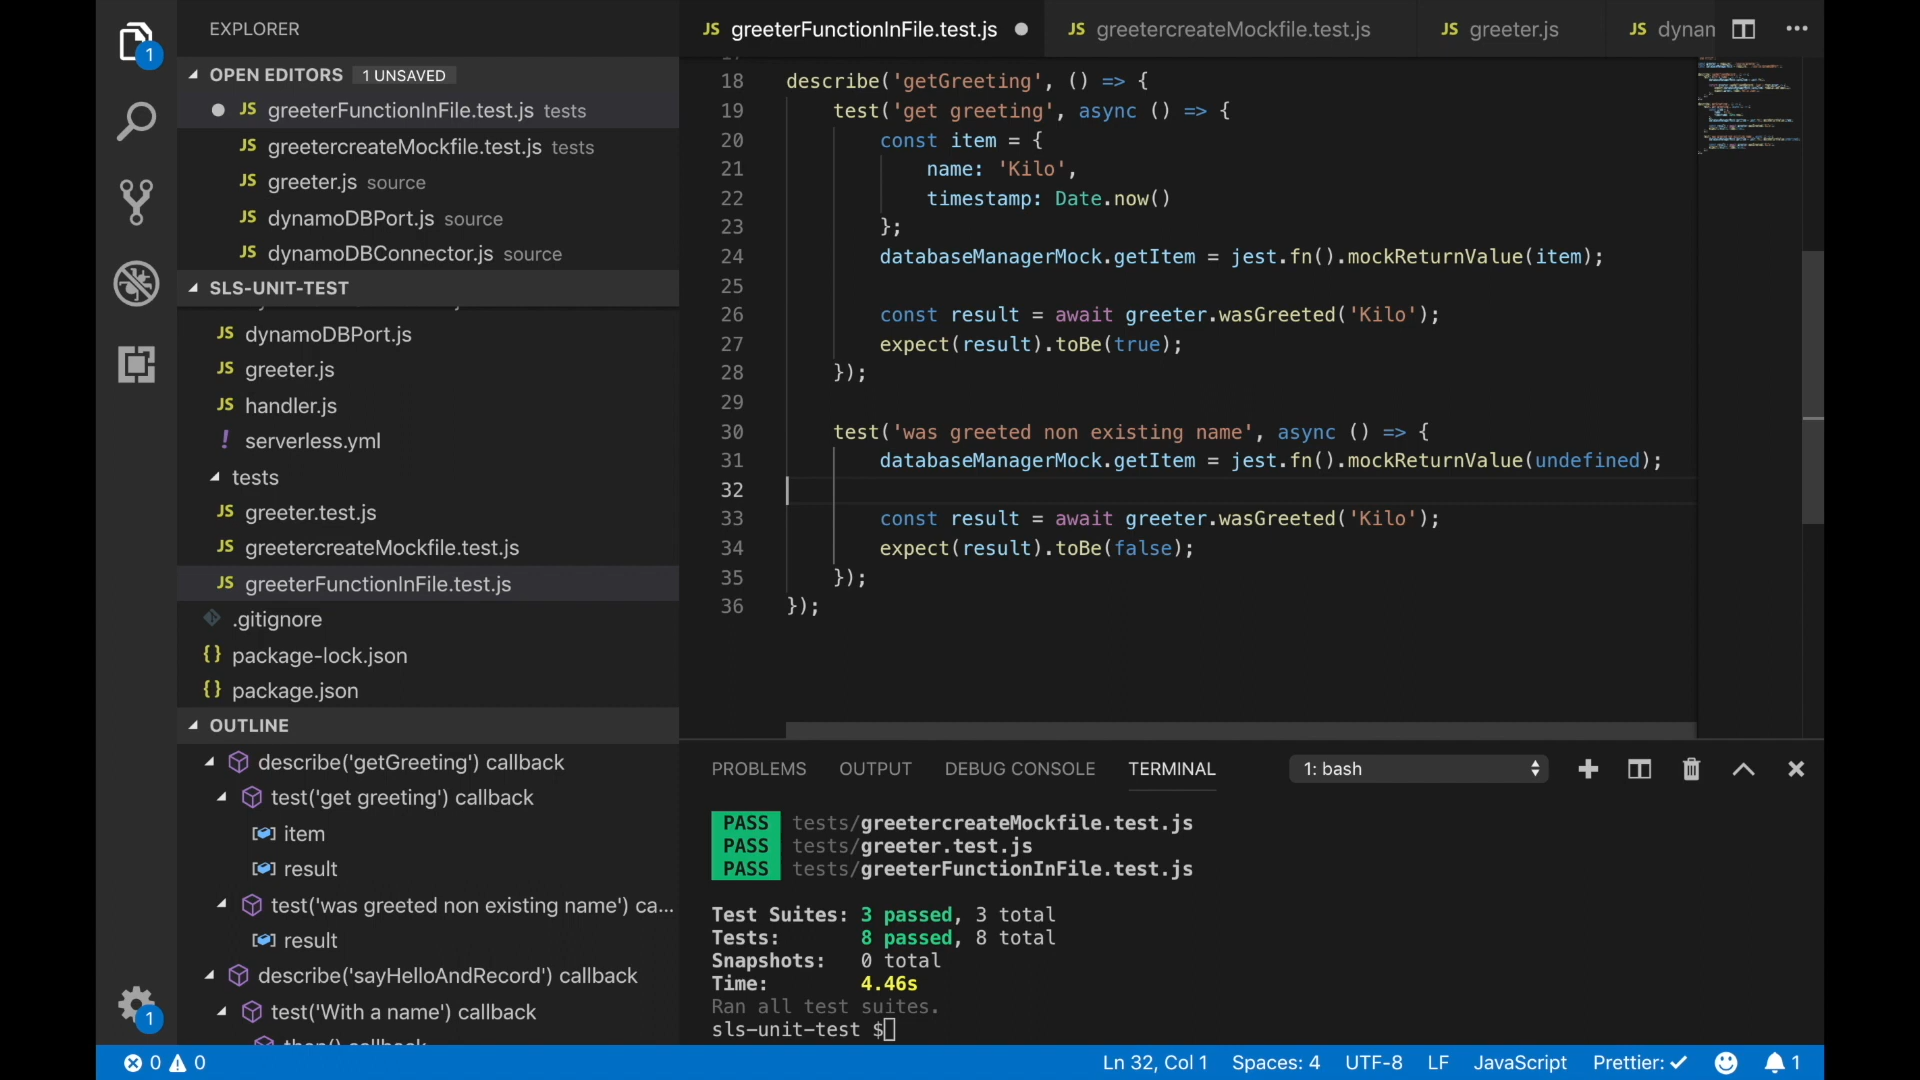 EXPLORER
OPEN EDITORS 1 UNSAVED
JS greeterFunctionInFile.test.js tests
JS greetercreateMockfile.test.js tests
JS greeter.js source
JS dynamoDBPort.js source
JS dynamoDBConnector.js source
SLS-UNIT-TEST
JS dynamoDBPort.js
JS greeter.js
JS handler.js
! serverless.yml
tests
JS greeter.test.js
JS greetercreateMockfile.test.js
JS greeterFunctionInFile.test.js
.gitignore
{} package-lock.json
{} package.json
OUTLINE
describe('getGreeting') callback
test('get greeting') callback
item
result
test('was greeted non existing name') ca...
result
describe('sayHelloAndRecord') callback
test('With a name') callback
then() callback
1
1
JS greeterFunctionInFile.test.js JS greetercreateMockfile.test.js JS greeter.js JS dynam
18 describe('getGreeting', () => {
19 test('get greeting', async () => {
20 const item = {
21 name: 'Kilo',
22 timestamp: Date.now()
23 };
24 databaseManagerMock.getItem = jest.fn().mockReturnValue(item);
25
26 const result = await greeter.wasGreeted('Kilo');
27 expect(result).toBe(true);
28 });
29
30 test('was greeted non existing name', async () => {
31 databaseManagerMock.getItem = jest.fn().mockReturnValue(undefined);
32
33 const result = await greeter.wasGreeted('Kilo');
34 expect(result).toBe(false);
35 });
36 });
PROBLEMS OUTPUT DEBUG CONSOLE TERMINAL 1: bash
PASS tests/greetercreateMockfile.test.js
PASS tests/greeter.test.js
PASS tests/greeterFunctionInFile.test.js
Test Suites: 3 passed, 3 total
Tests: 8 passed, 8 total
Snapshots: 0 total
Time: 4.46s
Ran all test suites.
sls-unit-test $
0 0 Ln 32, Col 1 Spaces: 4 UTF-8 LF JavaScript Prettier: ✓ 1